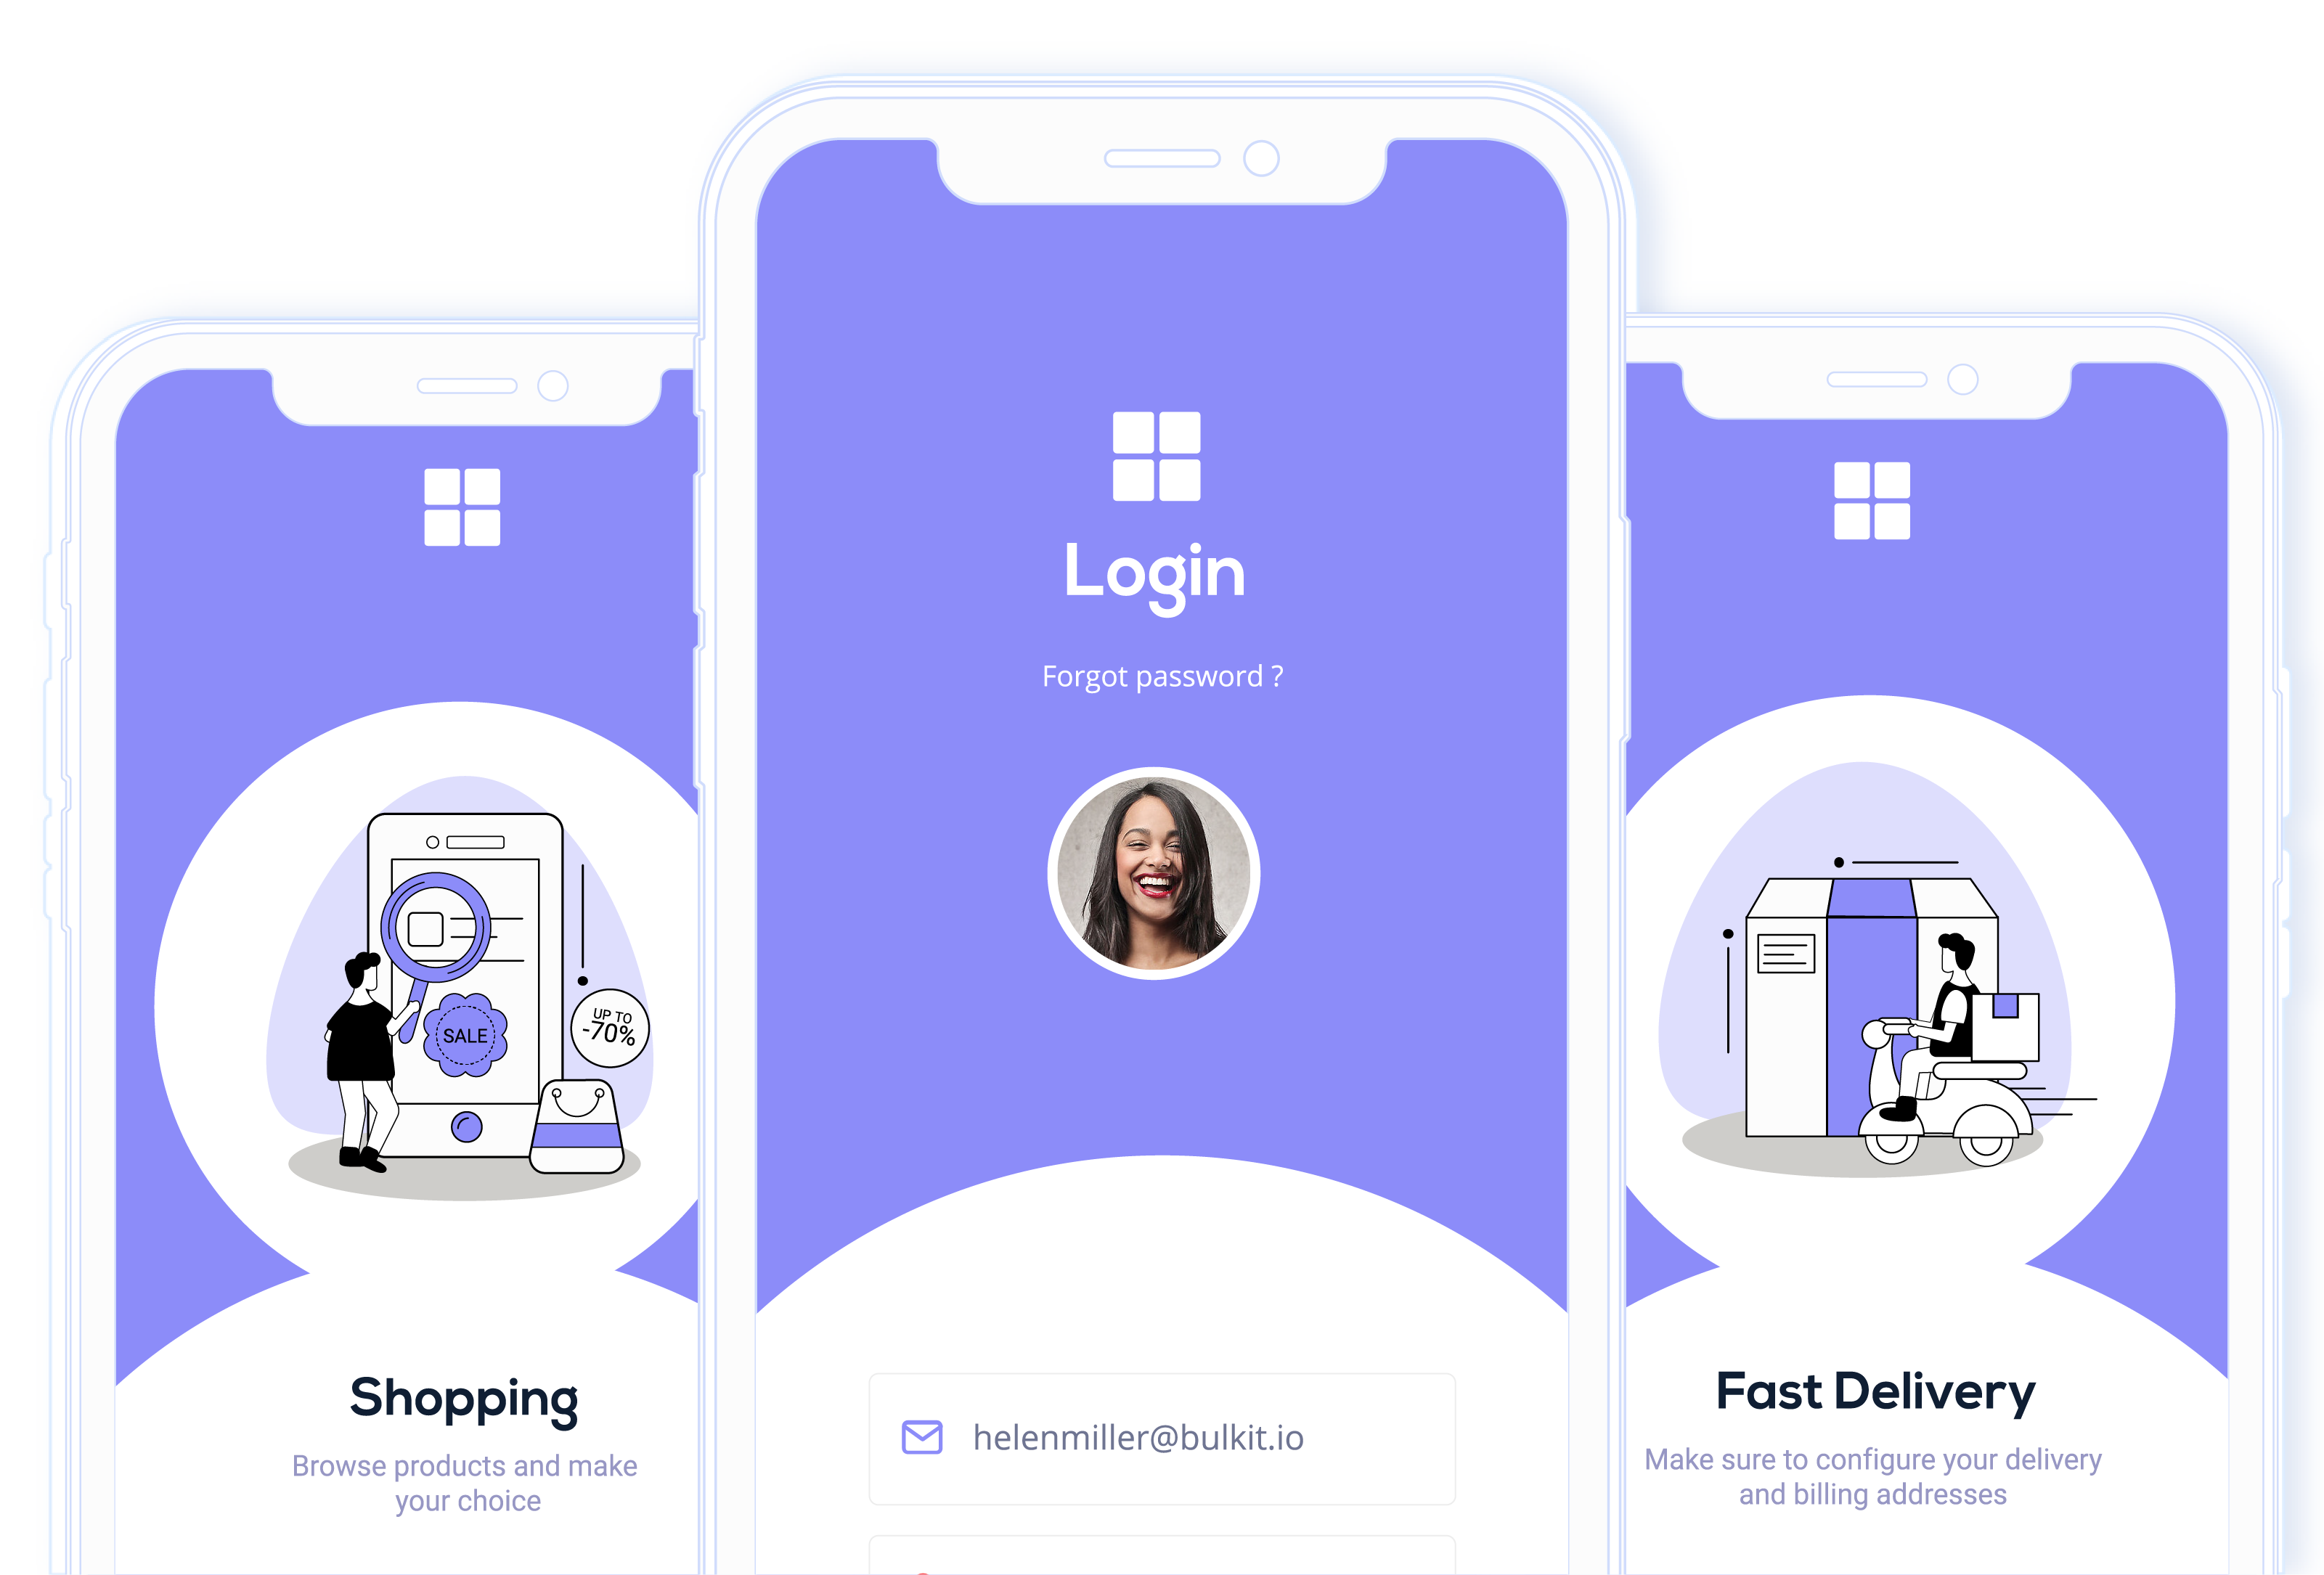 Login
Forgot password ?
helenmiller@bulkit.io
SALE
UP TO
-70%
Shopping
Browse products and make
your choice
Fast Delivery
Make sure to configure your delivery
and billing addresses